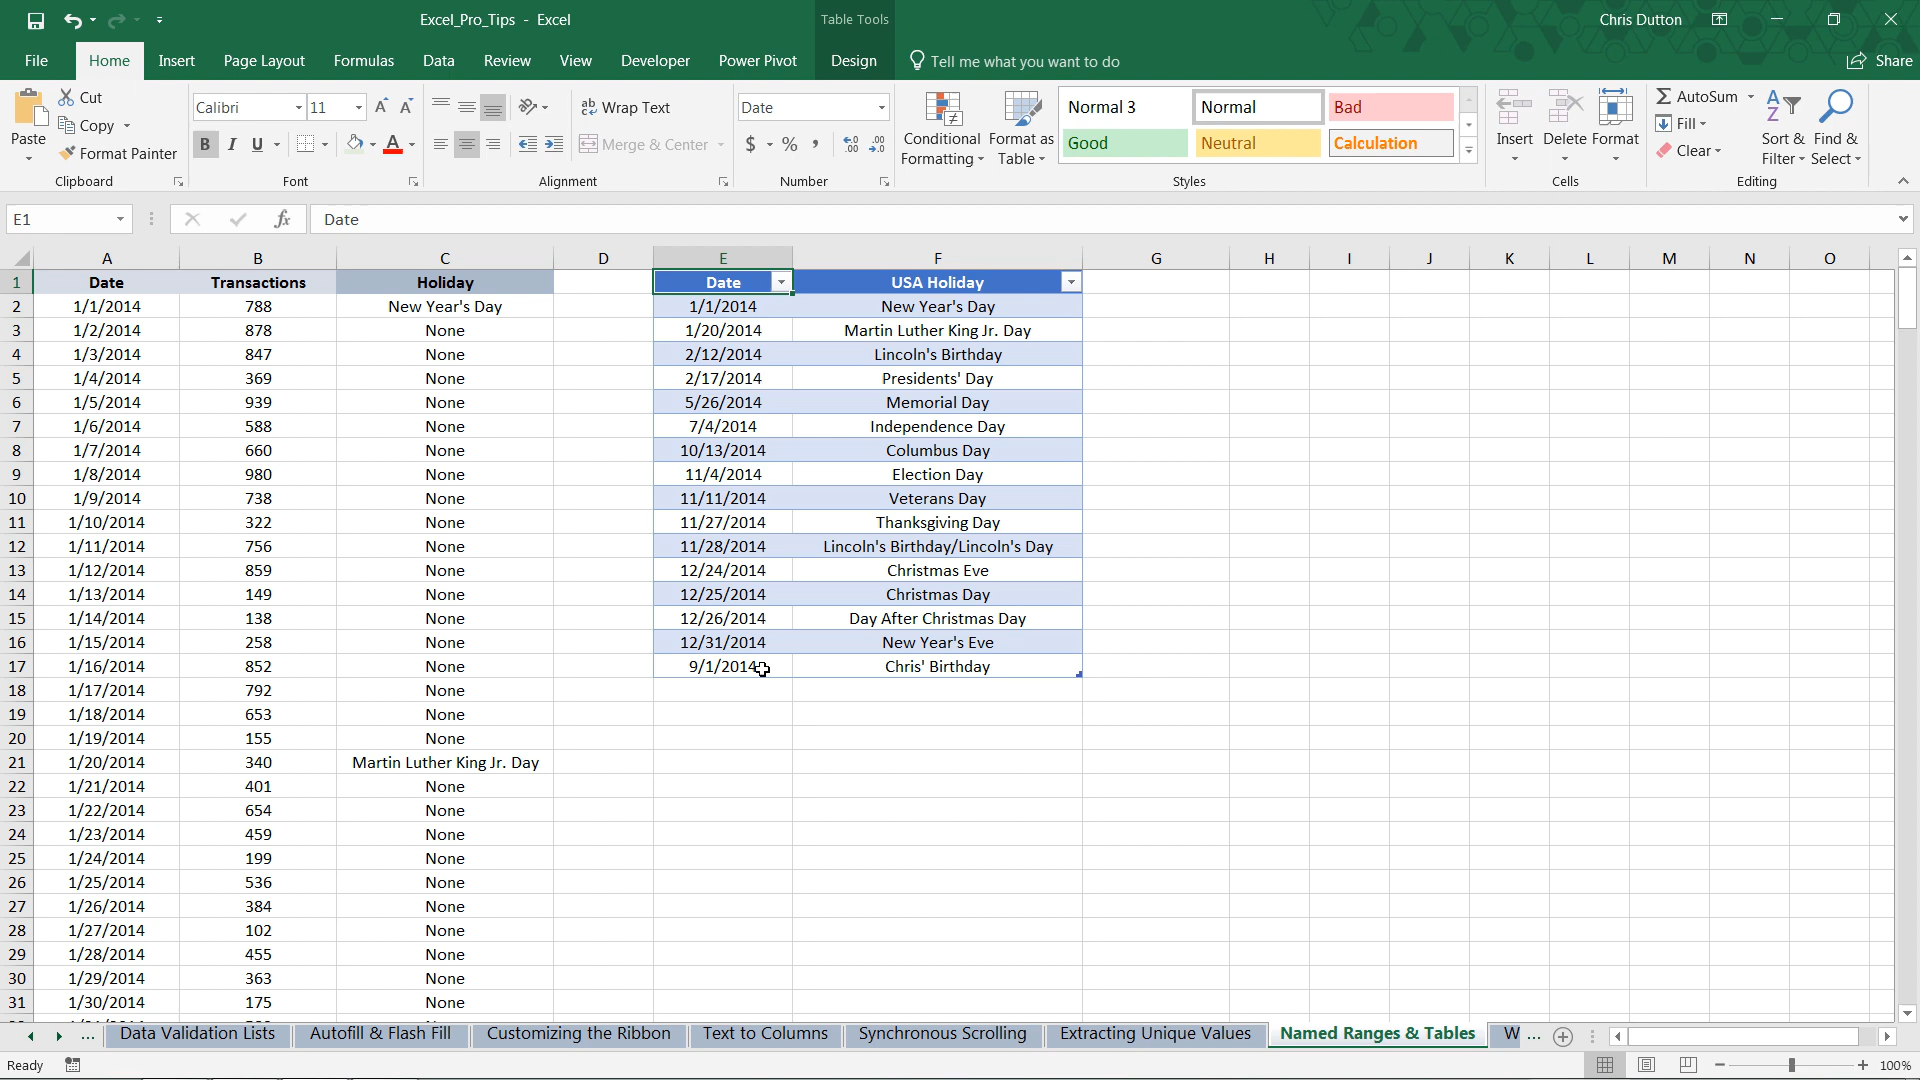 Excel_Pro_Tips - Excel
Table Tools
Chris Dutton
File Home Insert Page Layout Formulas Data Review View Developer Power Pivot Design Tell me what you want to do Share
Paste
Cut
Copy
Format Painter
Clipboard
Calibri 11
B I U A
Font
Wrap Text
Merge & Center
Alignment
Date
$ % ,
Number
Conditional Formatting
Format as Table
Normal 3 Normal Bad
Good Neutral Calculation
Styles
Insert Delete Format
Cells
AutoSum
Fill
Clear
Sort & Filter
Find & Select
Editing
E1 fx Date
A B C D E F G H I J K L M N O
1 Date Transactions Holiday Date USA Holiday
2 1/1/2014 788 New Year's Day 1/1/2014 New Year's Day
3 1/2/2014 878 None 1/20/2014 Martin Luther King Jr. Day
4 1/3/2014 847 None 2/12/2014 Lincoln's Birthday
5 1/4/2014 369 None 2/17/2014 Presidents' Day
6 1/5/2014 939 None 5/26/2014 Memorial Day
7 1/6/2014 588 None 7/4/2014 Independence Day
8 1/7/2014 660 None 10/13/2014 Columbus Day
9 1/8/2014 980 None 11/4/2014 Election Day
10 1/9/2014 738 None 11/11/2014 Veterans Day
11 1/10/2014 322 None 11/27/2014 Thanksgiving Day
12 1/11/2014 756 None 11/28/2014 Lincoln's Birthday/Lincoln's Day
13 1/12/2014 859 None 12/24/2014 Christmas Eve
14 1/13/2014 149 None 12/25/2014 Christmas Day
15 1/14/2014 138 None 12/26/2014 Day After Christmas Day
16 1/15/2014 258 None 12/31/2014 New Year's Eve
17 1/16/2014 852 None 9/1/2014 Chris' Birthday
18 1/17/2014 792 None
19 1/18/2014 653 None
20 1/19/2014 155 None
21 1/20/2014 340 Martin Luther King Jr. Day
22 1/21/2014 401 None
23 1/22/2014 654 None
24 1/23/2014 459 None
25 1/24/2014 199 None
26 1/25/2014 536 None
27 1/26/2014 384 None
28 1/27/2014 102 None
29 1/28/2014 455 None
30 1/29/2014 363 None
31 1/30/2014 175 None
... Data Validation Lists Autofill & Flash Fill Customizing the Ribbon Text to Columns Synchronous Scrolling Extracting Unique Values Named Ranges & Tables W ...
Ready 100%